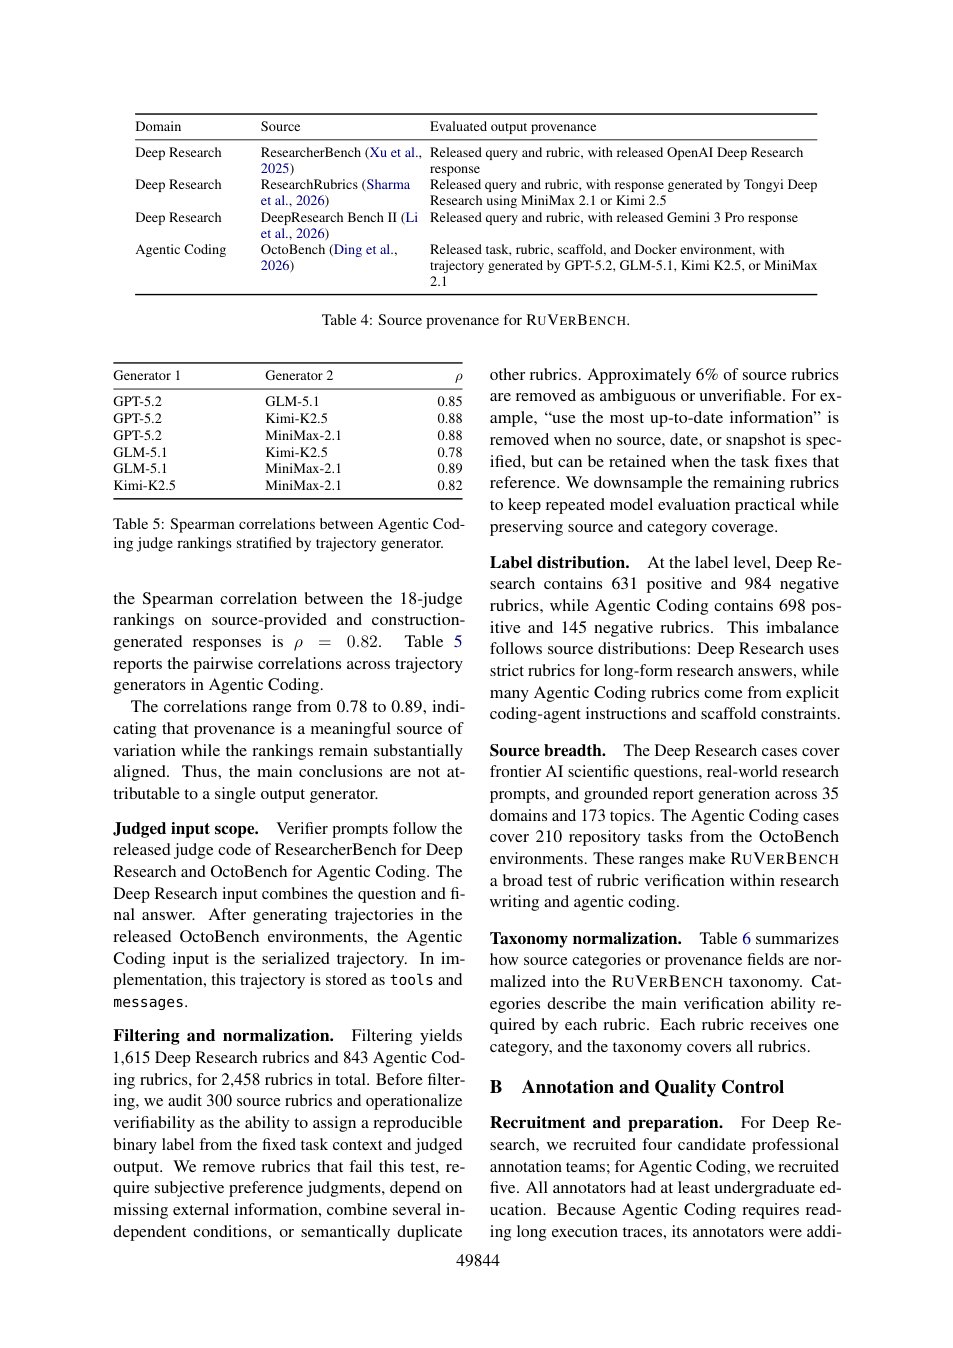 Domain Source Evaluated output provenance
Deep Research ResearcherBench (Xu et al., 2025) Released query and rubric, with released OpenAI Deep Research response
Deep Research ResearchRubrics (Sharma et al., 2026) Released query and rubric, with response generated by Tongyi Deep Research using MiniMax 2.1 or Kimi 2.5
Deep Research DeepResearch Bench II (Li et al., 2026) Released query and rubric, with released Gemini 3 Pro response
Agentic Coding OctoBench (Ding et al., 2026) Released task, rubric, scaffold, and Docker environment, with trajectory generated by GPT-5.2, GLM-5.1, Kimi K2.5, or MiniMax 2.1
Table 4: Source provenance for RUVERBENCH.
Generator 1 Generator 2 ρ
GPT-5.2 GLM-5.1 0.85
GPT-5.2 Kimi-K2.5 0.88
GPT-5.2 MiniMax-2.1 0.88
GLM-5.1 Kimi-K2.5 0.78
GLM-5.1 MiniMax-2.1 0.89
Kimi-K2.5 MiniMax-2.1 0.82
Table 5: Spearman correlations between Agentic Cod-
ing judge rankings stratified by trajectory generator.
the Spearman correlation between the 18-judge
rankings on source-provided and construction-
generated responses is ρ = 0.82. Table 5
reports the pairwise correlations across trajectory
generators in Agentic Coding.
The correlations range from 0.78 to 0.89, indi-
cating that provenance is a meaningful source of
variation while the rankings remain substantially
aligned. Thus, the main conclusions are not at-
tributable to a single output generator.
Judged input scope. Verifier prompts follow the
released judge code of ResearcherBench for Deep
Research and OctoBench for Agentic Coding. The
Deep Research input combines the question and fi-
nal answer. After generating trajectories in the
released OctoBench environments, the Agentic
Coding input is the serialized trajectory. In im-
plementation, this trajectory is stored as tools and
messages.
Filtering and normalization. Filtering yields
1,615 Deep Research rubrics and 843 Agentic Cod-
ing rubrics, for 2,458 rubrics in total. Before filter-
ing, we audit 300 source rubrics and operationalize
verifiability as the ability to assign a reproducible
binary label from the fixed task context and judged
output. We remove rubrics that fail this test, re-
quire subjective preference judgments, depend on
missing external information, combine several in-
dependent conditions, or semantically duplicate
other rubrics. Approximately 6% of source rubrics
are removed as ambiguous or unverifiable. For ex-
ample, “use the most up-to-date information” is
removed when no source, date, or snapshot is spec-
ified, but can be retained when the task fixes that
reference. We downsample the remaining rubrics
to keep repeated model evaluation practical while
preserving source and category coverage.
Label distribution. At the label level, Deep Re-
search contains 631 positive and 984 negative
rubrics, while Agentic Coding contains 698 pos-
itive and 145 negative rubrics. This imbalance
follows source distributions: Deep Research uses
strict rubrics for long-form research answers, while
many Agentic Coding rubrics come from explicit
coding-agent instructions and scaffold constraints.
Source breadth. The Deep Research cases cover
frontier AI scientific questions, real-world research
prompts, and grounded report generation across 35
domains and 173 topics. The Agentic Coding cases
cover 210 repository tasks from the OctoBench
environments. These ranges make RUVERBENCH
a broad test of rubric verification within research
writing and agentic coding.
Taxonomy normalization. Table 6 summarizes
how source categories or provenance fields are nor-
malized into the RUVERBENCH taxonomy. Cat-
egories describe the main verification ability re-
quired by each rubric. Each rubric receives one
category, and the taxonomy covers all rubrics.
B Annotation and Quality Control
Recruitment and preparation. For Deep Re-
search, we recruited four candidate professional
annotation teams; for Agentic Coding, we recruited
five. All annotators had at least undergraduate ed-
ucation. Because Agentic Coding requires read-
ing long execution traces, its annotators were addi-
49844